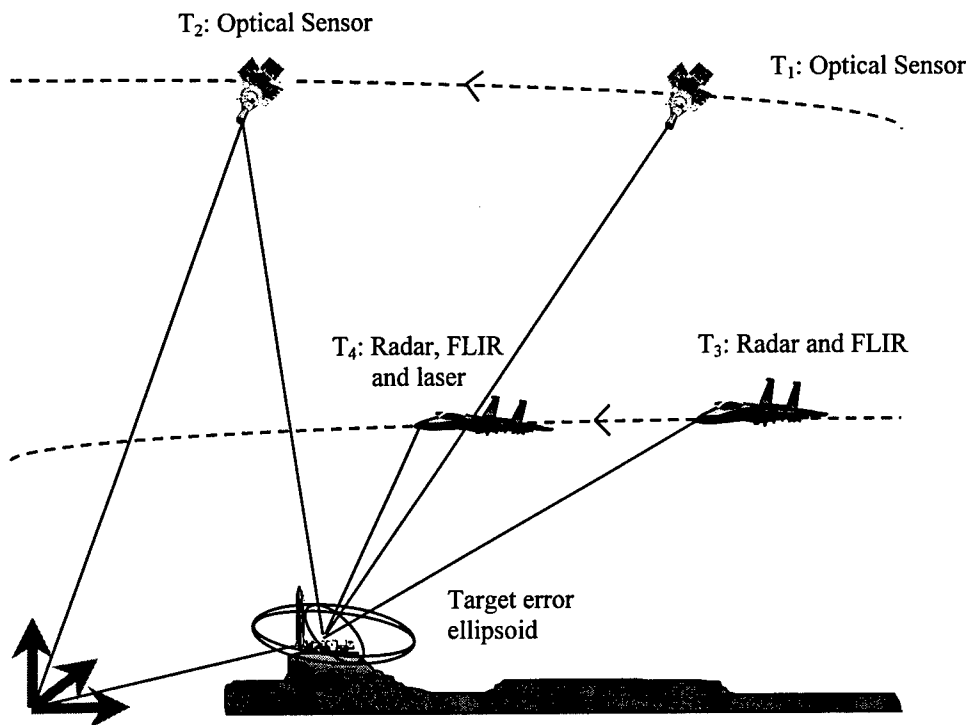 T₂: Optical Sensor
T₁: Optical Sensor
T₄: Radar, FLIR
and laser
T₃: Radar and FLIR
Target error
ellipsoid